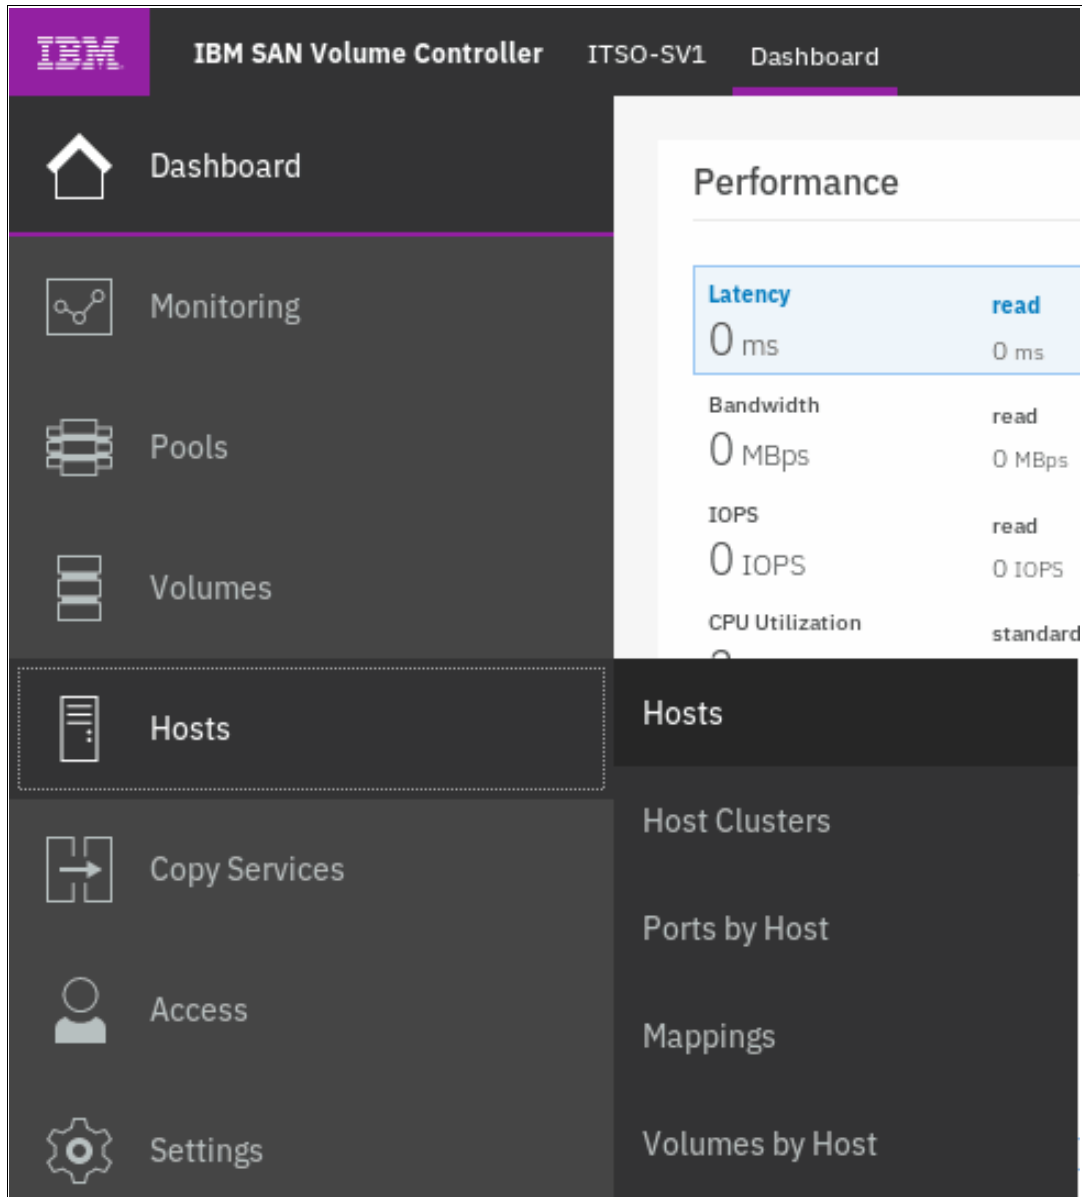 IBM
IBM SAN Volume Controller ITSO-SV1 Dashboard
Dashboard
Monitoring
Pools
Volumes
Hosts
Copy Services
Access
Settings
Performance
Latency read
0 ms 0 ms
Bandwidth read
0 MBps 0 MBps
IOPS read
0 IOPS 0 IOPS
CPU Utilization standard
Hosts
Host Clusters
Ports by Host
Mappings
Volumes by Host